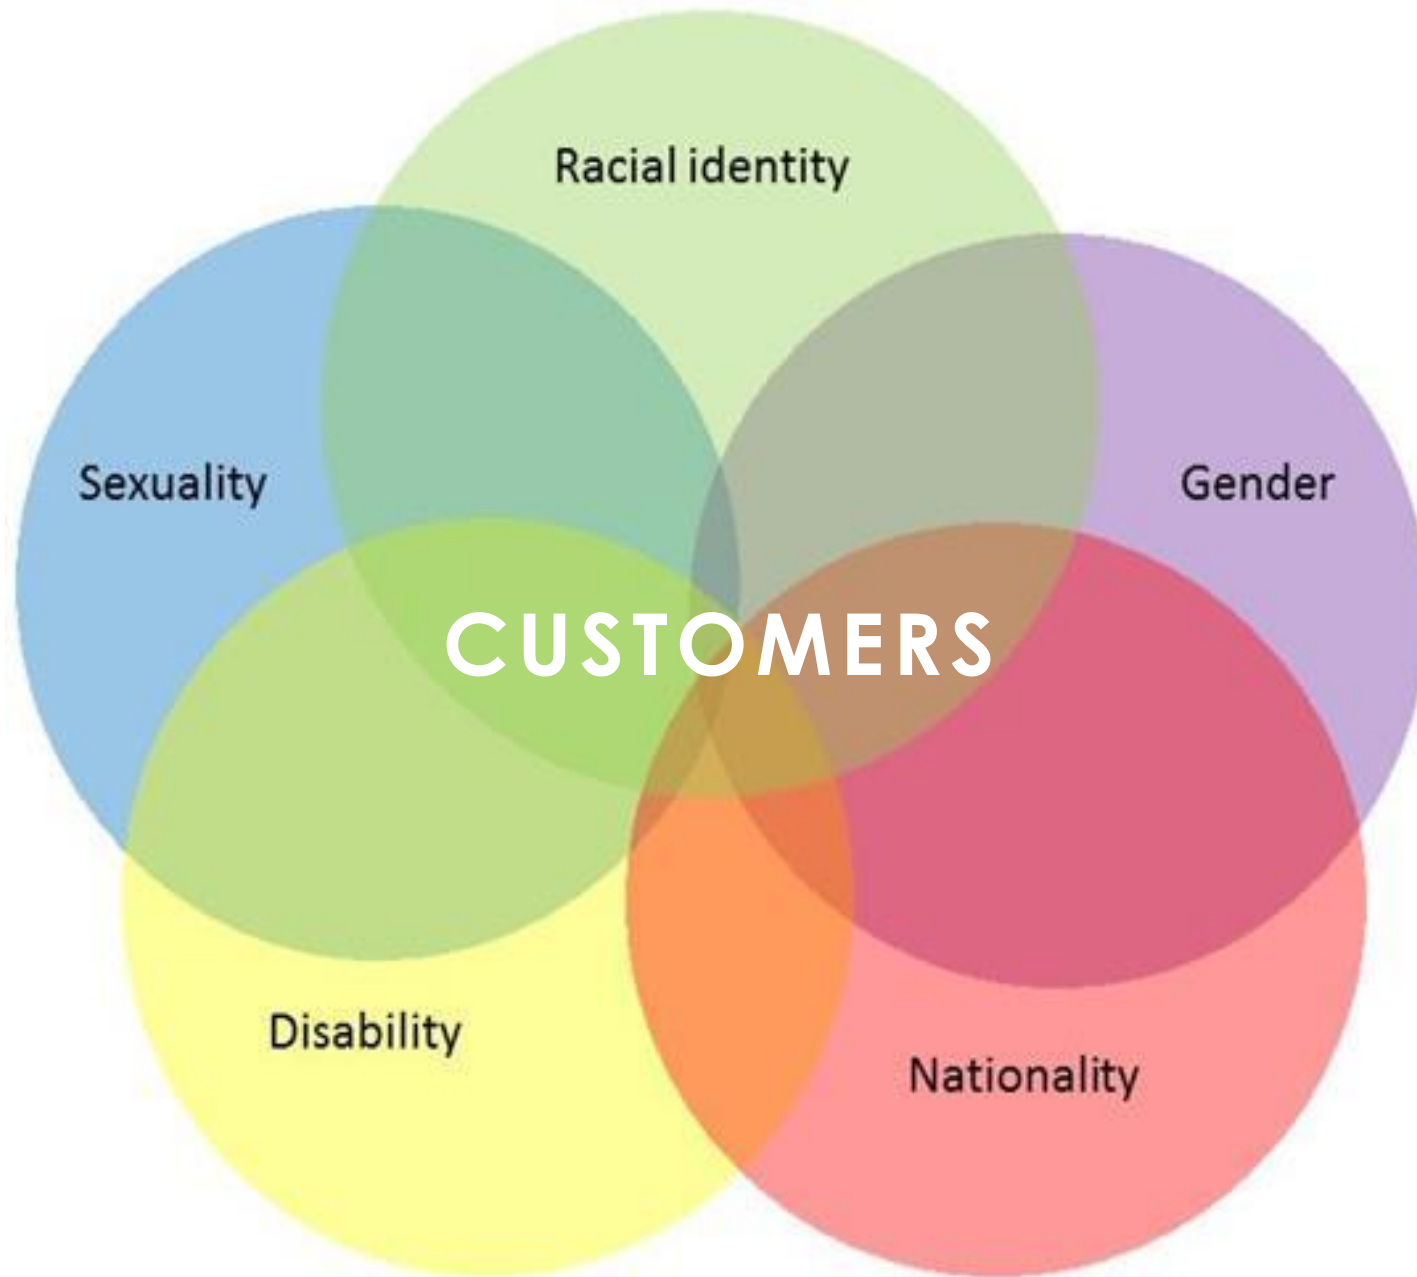 Racial identity
Sexuality
Gender
CUSTOMERS
Disability
Nationality